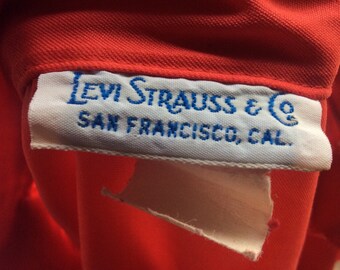 LEVI STRAUSS & CO
SAN FRANCISCO, CAL.